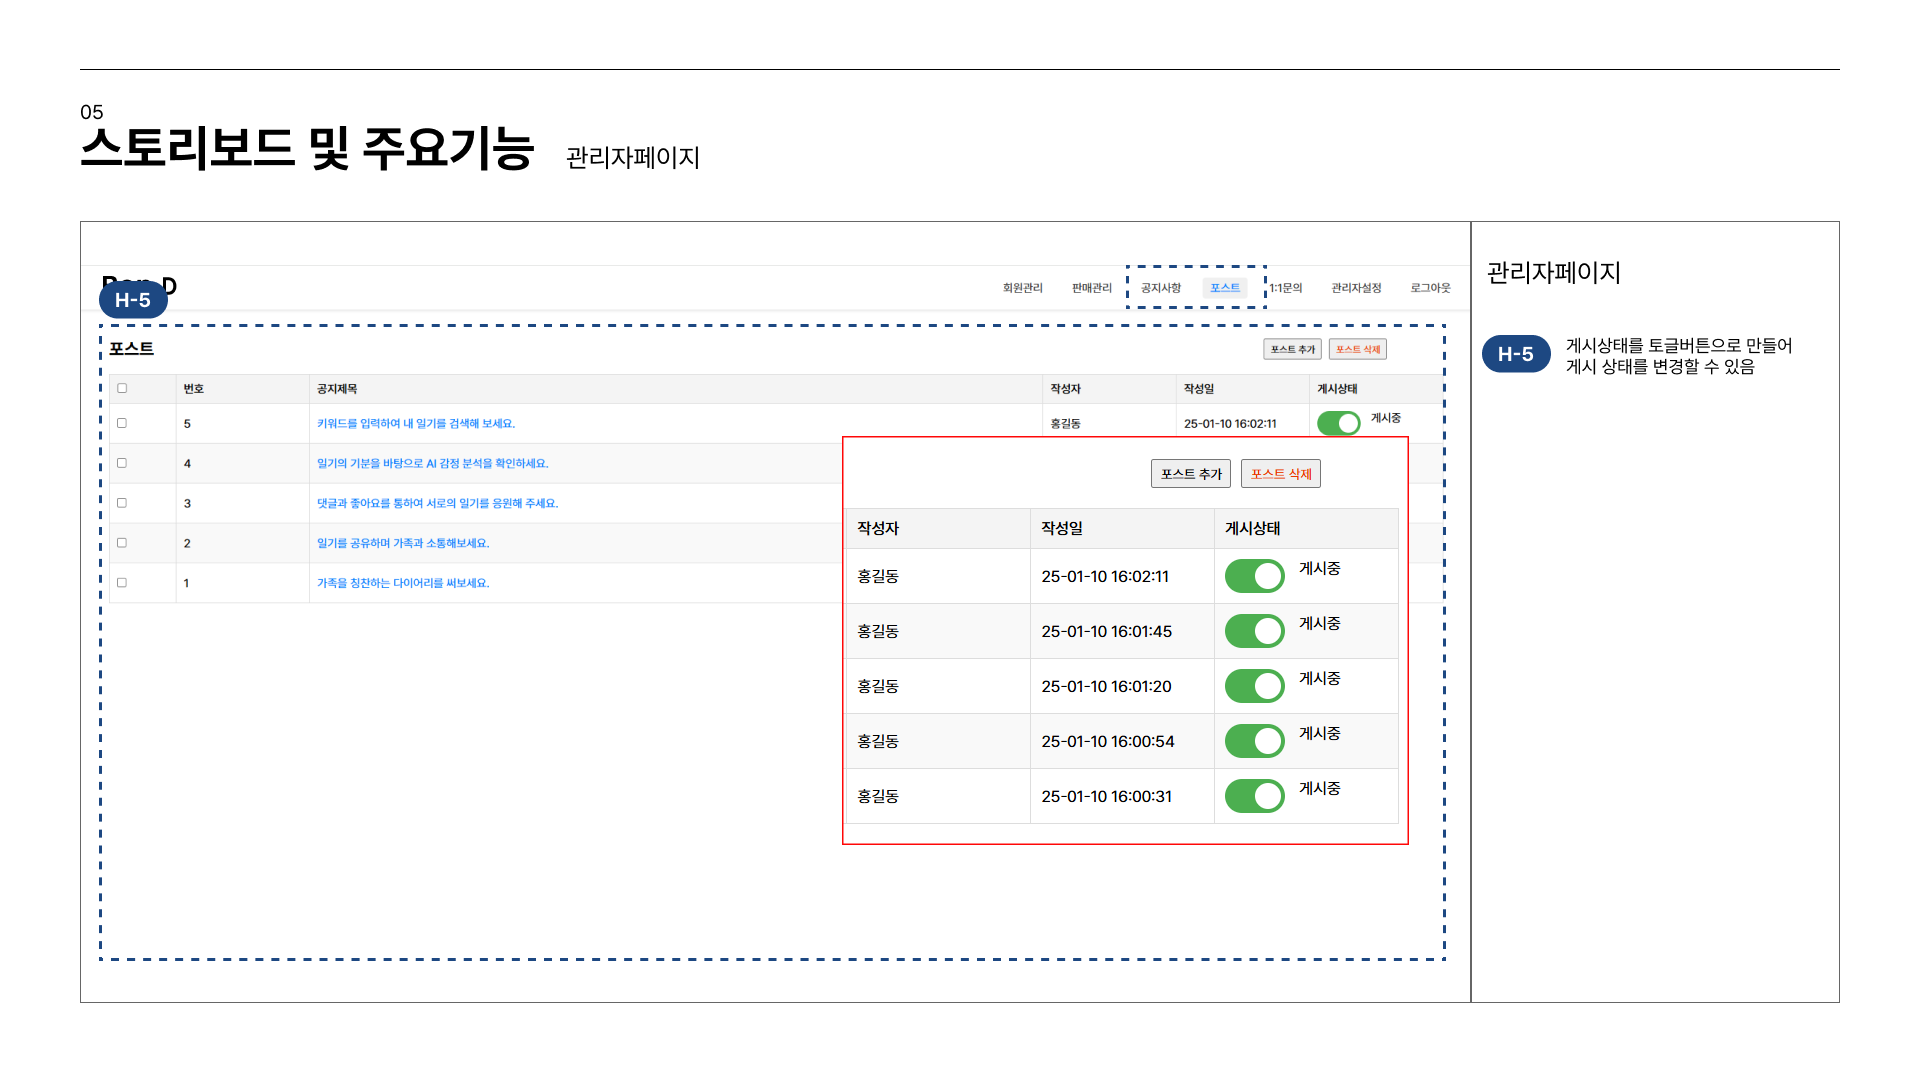 05
스토리보드 및 주요기능 관리자페이지
회원관리 판매관리 공지사항 포스트 1:1문의 관리자설정 로그아웃
H-5
포스트
포스트 추가 포스트 삭제
번호 공지제목 작성자 작성일 게시상태
5 키워드를 입력하여 내 일기를 검색해 보세요. 홍길동 25-01-10 16:02:11 게시중
4 일기의 기분을 바탕으로 AI 감정 분석을 확인하세요.
3 댓글과 좋아요를 통하여 서로의 일기를 응원해 주세요.
2 일기를 공유하며 가족과 소통해보세요.
1 가족을 칭찬하는 다이어리를 써보세요.
포스트 추가 포스트 삭제
작성자 작성일 게시상태
홍길동 25-01-10 16:02:11 게시중
홍길동 25-01-10 16:01:45 게시중
홍길동 25-01-10 16:01:20 게시중
홍길동 25-01-10 16:00:54 게시중
홍길동 25-01-10 16:00:31 게시중
관리자페이지
H-5 게시상태를 토글버튼으로 만들어
게시 상태를 변경할 수 있음